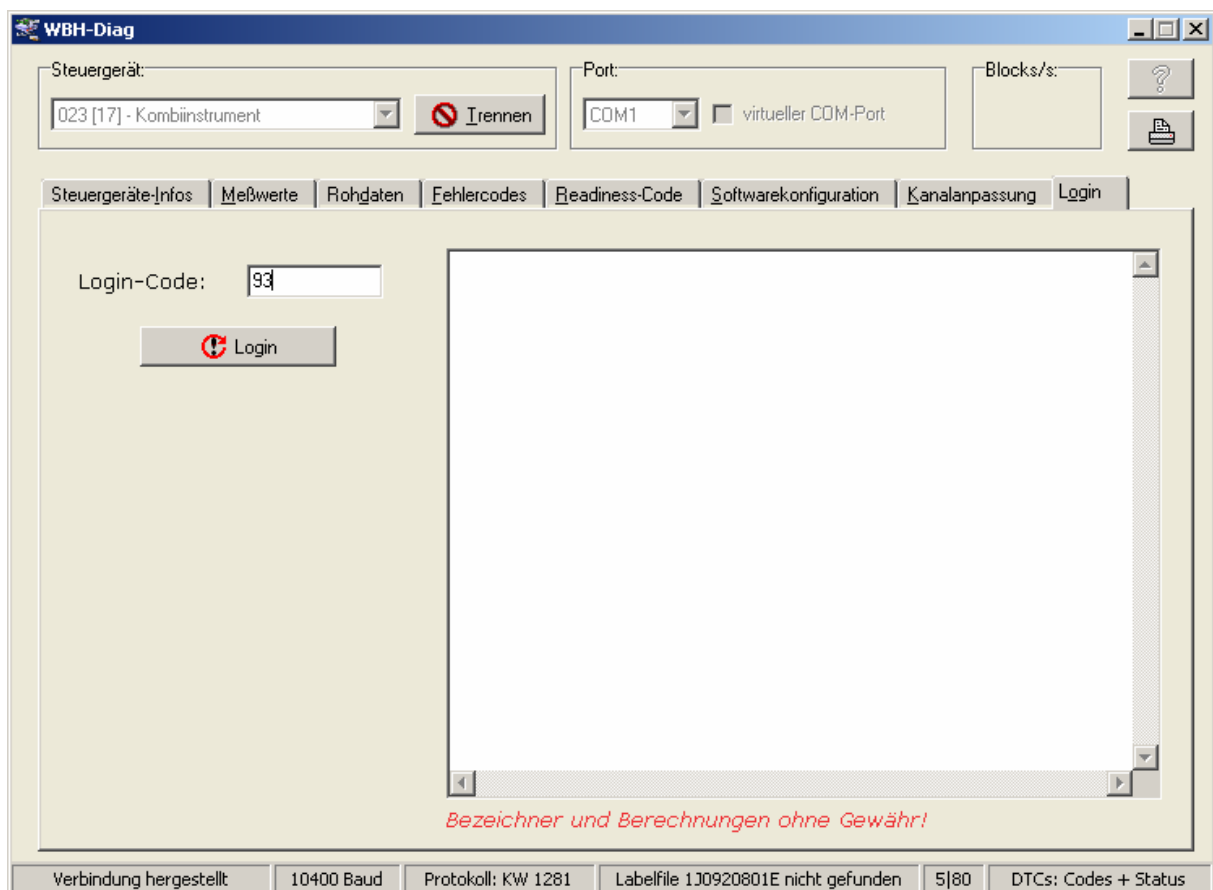 WBH-Diag
Steuergerät:
Port:
Blocks/s:
023 [17] - Kombiinstrument
Trennen
COM1
virtueller COM-Port
Steuergeräte-Infos
Meßwerte
Rohdaten
Fehlercodes
Readiness-Code
Softwarekonfiguration
Kanalanpassung
Login
Login-Code:
93
Login
Bezeichner und Berechnungen ohne Gewähr!
Verbindung hergestellt
10400 Baud
Protokoll: KW 1281
Labelfile 1J0920801E nicht gefunden
5|80
DTCs: Codes + Status